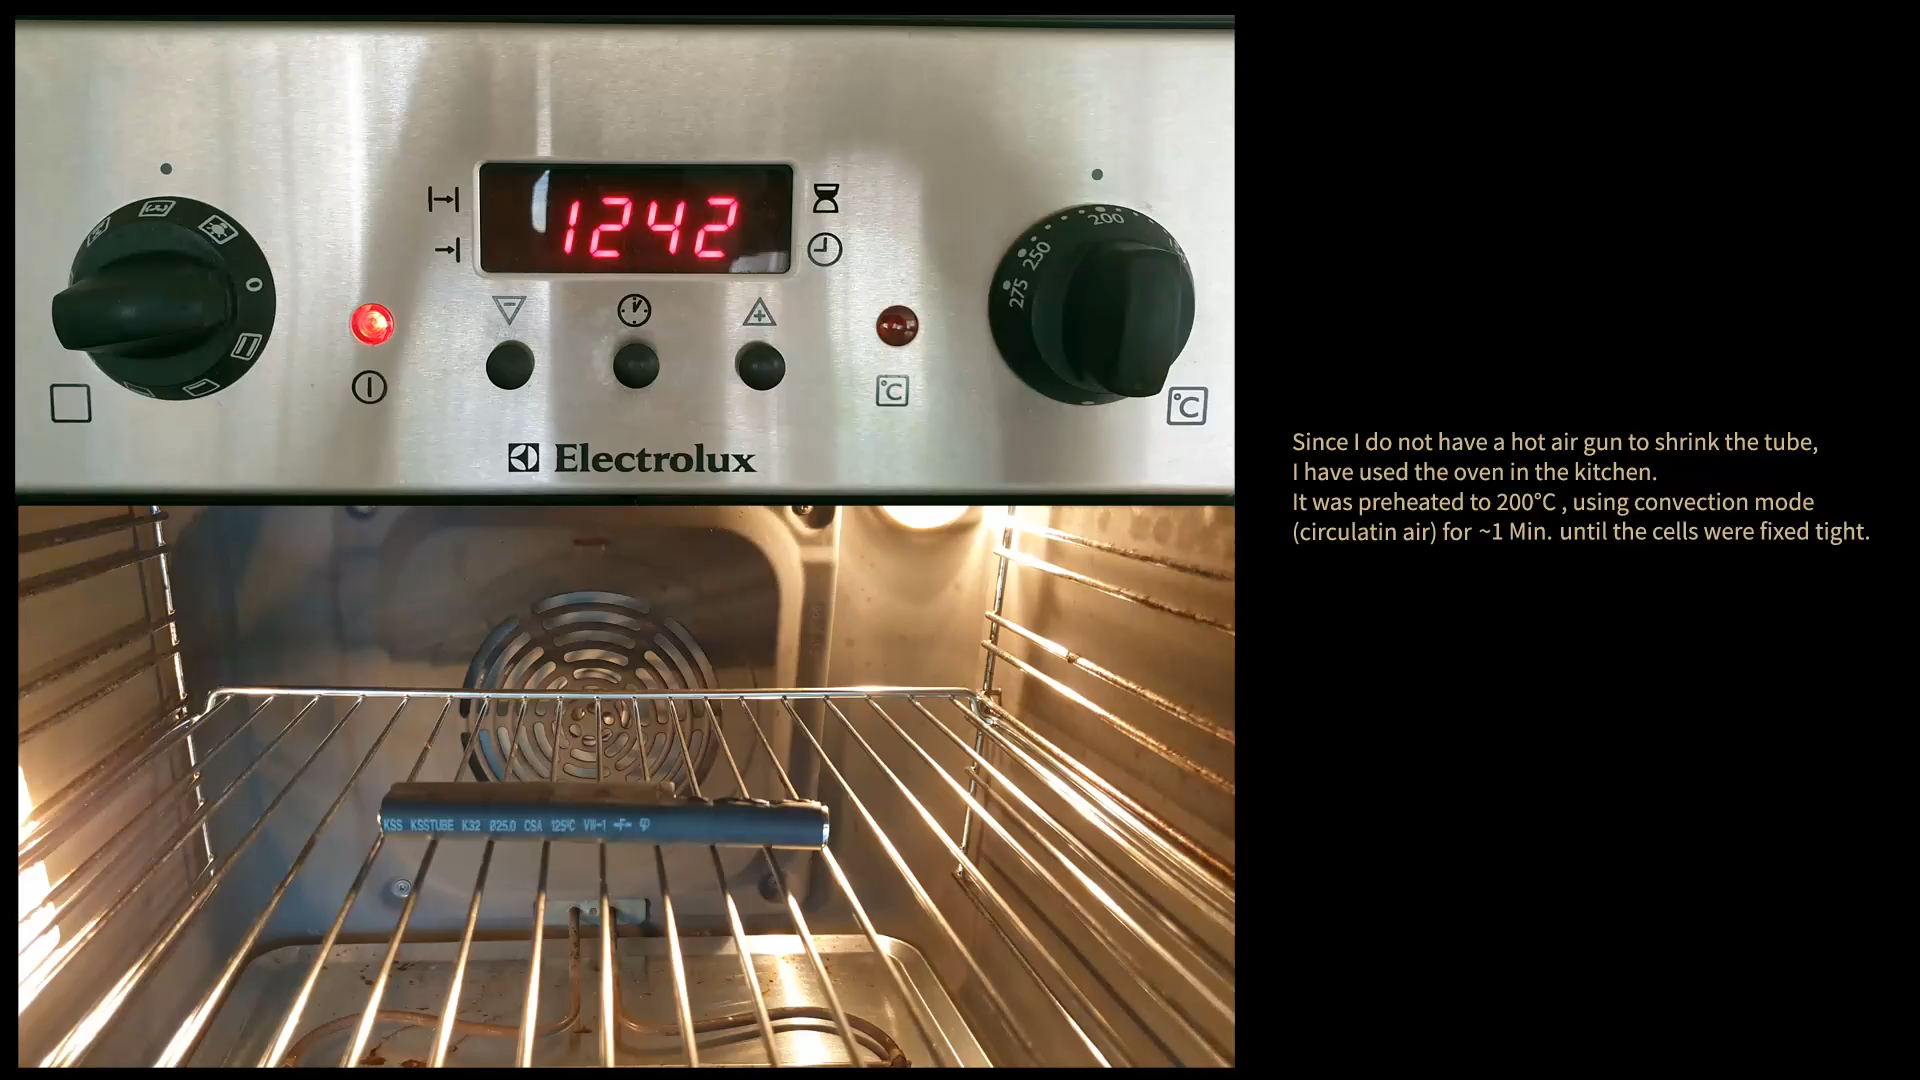 1242
0
200
250
275
°C
°C
Electrolux
Since I do not have a hot air gun to shrink the tube,
I have used the oven in the kitchen.
It was preheated to 200°C , using convection mode
(circulatin air) for ~1 Min. until the cells were fixed tight.
KSS KSSTUBE K32 Ø25.0 CSA 125°C VW-1